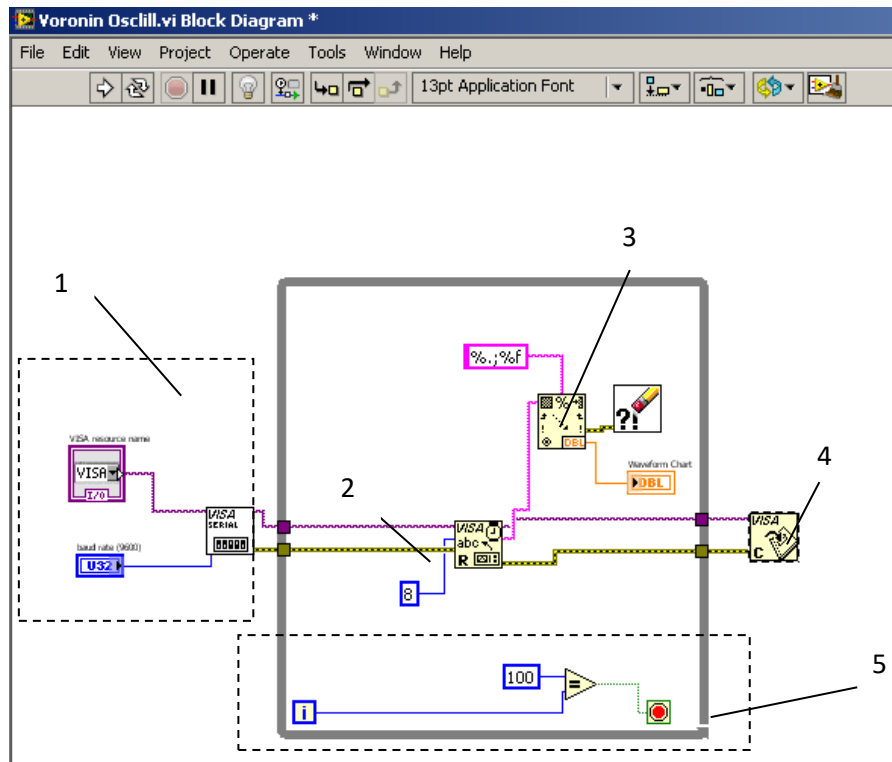 Voronin Osclill.vi Block Diagram *
File Edit View Project Operate Tools Window Help
13pt Application Font
3
1
%.;%f
% 
?!
DBL
VISA resource name
Waveform Chart
4
VISA
DBL
I/O
2
VISA
SERIAL
VISA
abc
R
VISA
C
baud rate (9600)
U32
8
5
100
=
i